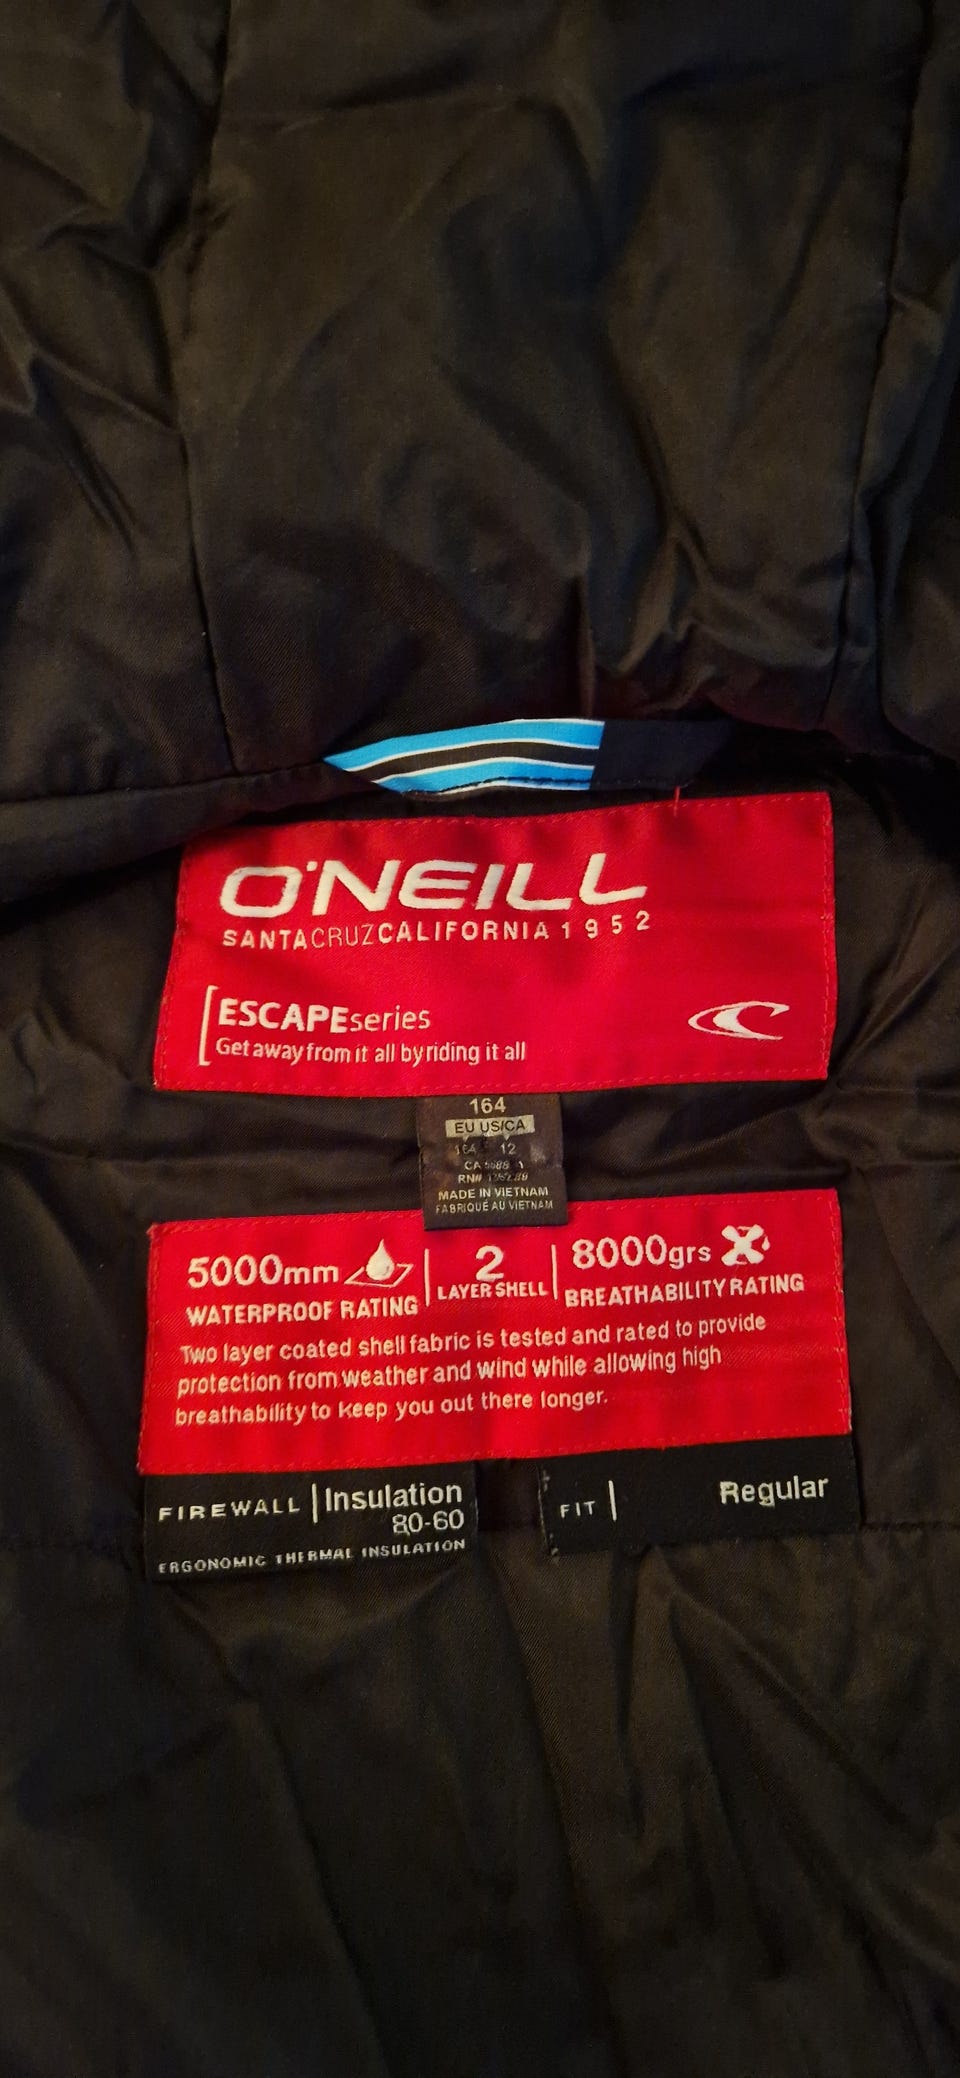 O'NEILL
SANTACRUZCALIFORNIA 1952
ESCAPEseries
Get away from it all by riding it all
164
EU US/CA
164 12
CA
RN#
MADE IN VIETNAM
FABRIQUÉ AU VIETNAM
5000mm 2 8000grs
WATERPROOF RATING LAYER SHELL BREATHABILITY RATING
Two layer coated shell fabric is tested and rated to provide
protection from weather and wind while allowing high
breathability to keep you out there longer.
FIREWALL Insulation
80-60
ERGONOMIC THERMAL INSULATION
FIT Regular